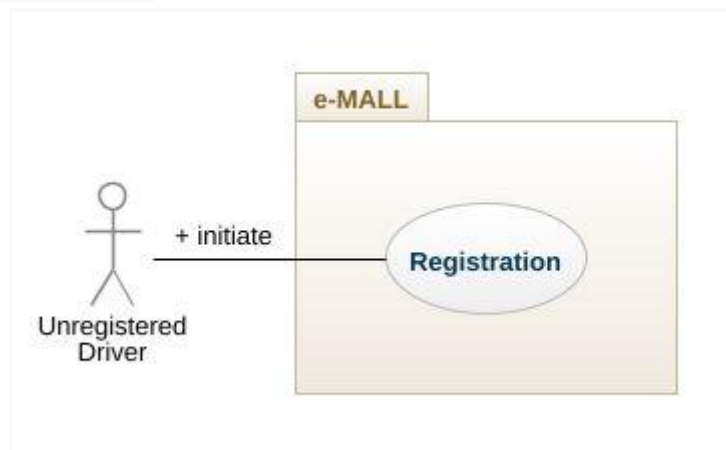 e-MALL
+ initiate
Registration
Unregistered
Driver